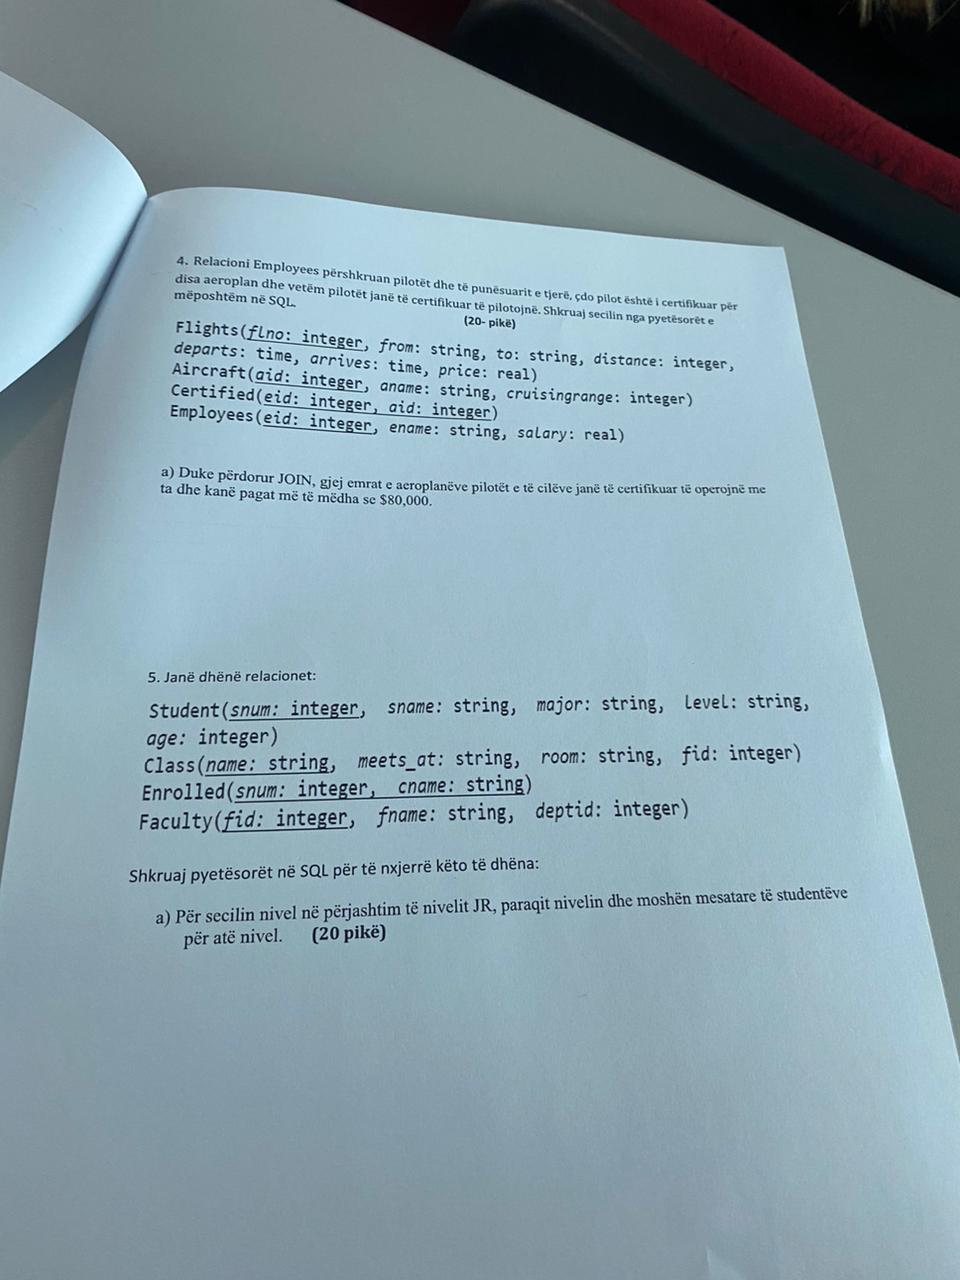 4. Relacioni Employees përshkruan pilotët dhe të punësuarit e tjerë, çdo pilot është i certifikuar për
disa aeroplan dhe vetëm pilotët janë të certifikuar të pilotojnë. Shkruaj secilin nga pyetësorët e
mëposhtëm në SQL. (20- pikë)
Flights(flno: integer, from: string, to: string, distance: integer,
departs: time, arrives: time, price: real)
Aircraft(aid: integer, aname: string, cruisingrange: integer)
Certified(eid: integer, aid: integer)
Employees(eid: integer, ename: string, salary: real)
a) Duke përdorur JOIN, gjej emrat e aeroplanëve pilotët e të cilëve janë të certifikuar të operojnë me
ta dhe kanë pagat më të mëdha se $80,000.
5. Janë dhënë relacionet:
Student(snum: integer, sname: string, major: string, level: string,
age: integer)
Class(name: string, meets_at: string, room: string, fid: integer)
Enrolled(snum: integer, cname: string)
Faculty(fid: integer, fname: string, deptid: integer)
Shkruaj pyetësorët në SQL për të nxjerrë këto të dhëna:
a) Për secilin nivel në përjashtim të nivelit JR, paraqit nivelin dhe moshën mesatare të studentëve
për atë nivel. (20 pikë)